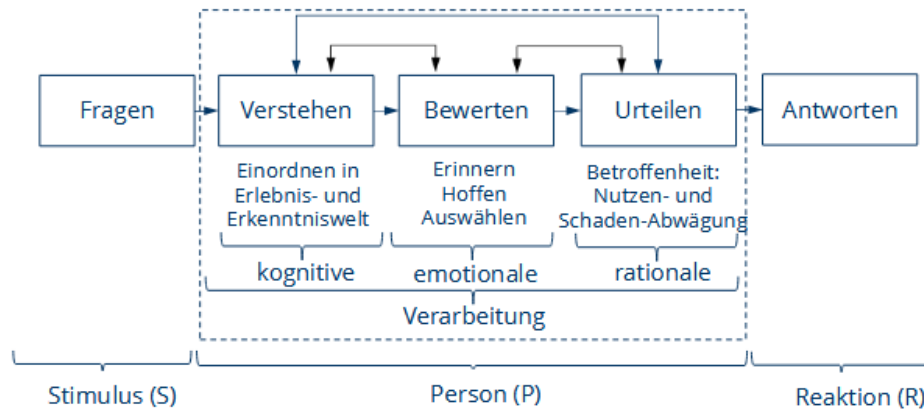 Fragen
Verstehen
Bewerten
Urteilen
Antworten
Einordnen in
Erlebnis- und
Erkenntniswelt
Erinnern
Hoffen
Auswählen
Betroffenheit:
Nutzen- und
Schaden-Abwägung
kognitive
emotionale
rationale
Verarbeitung
Stimulus (S)
Person (P)
Reaktion (R)